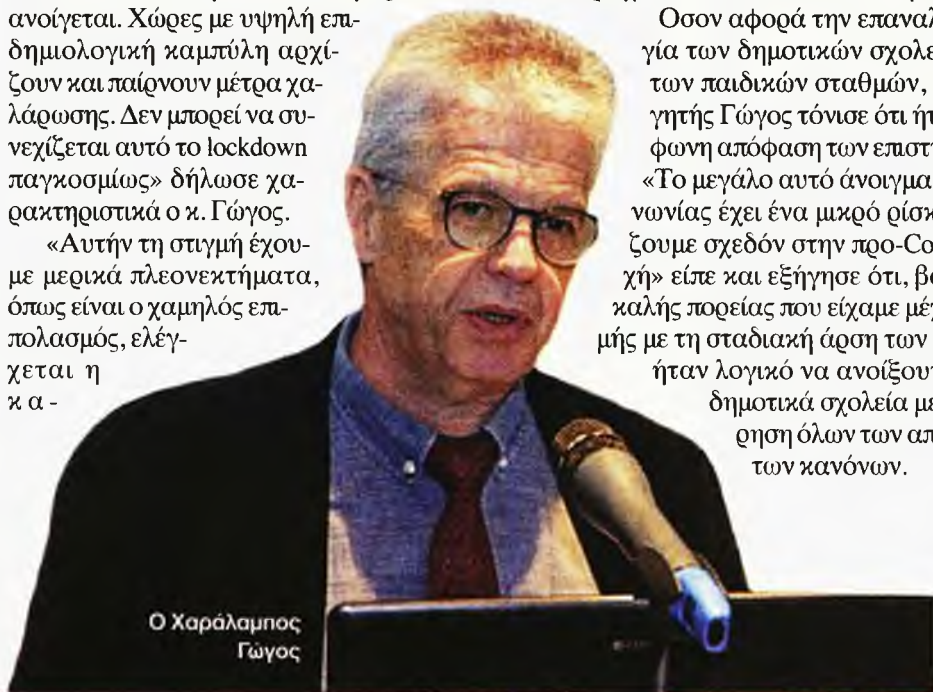 ανοίγεται. Χώρες με υψηλή επι-
δημιολογική καμπύλη αρχί-
ζουν και παίρνουν μέτρα χα-
λάρωσης. Δεν μπορεί να συ-
νεχίζεται αυτό το lockdown
παγκοσμίως» δήλωσε χα-
ρακτηριστικά ο κ. Γώγος.
«Αυτήν τη στιγμή έχου-
με μερικά πλεονεκτήματα,
όπως είναι ο χαμηλός επι-
πολασμός, ελέγ-
χεται η
κα-
Οσον αφορά την επαναλ
γία των δημοτικών σχολε
των παιδικών σταθμών,
γητής Γώγος τόνισε ότι ήτ
φωνη απόφαση των επιστ
«Το μεγάλο αυτό άνοιγμα
νωνίας έχει ένα μικρό ρίσκ
ζουμε σχεδόν στην προ-Co
χή» είπε και εξήγησε ότι, βα
καλής πορείας που είχαμε μέχ
μής με τη σταδιακή άρση των
ήταν λογικό να ανοίξουν
δημοτικά σχολεία με
ρηση όλων των απ
των κανόνων.
Ο Χαράλαμπος
Γώγος